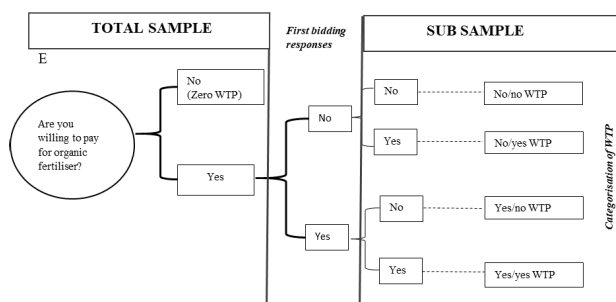 TOTAL SAMPLE
First bidding
responses
SUB SAMPLE
E
Are you
willing to pay
for organic
fertiliser?
No
(Zero WTP)
Yes
No
Yes
No
No/no WTP
Yes
No/yes WTP
No
Yes/no WTP
Yes
Yes/yes WTP
Categorisation of WTP